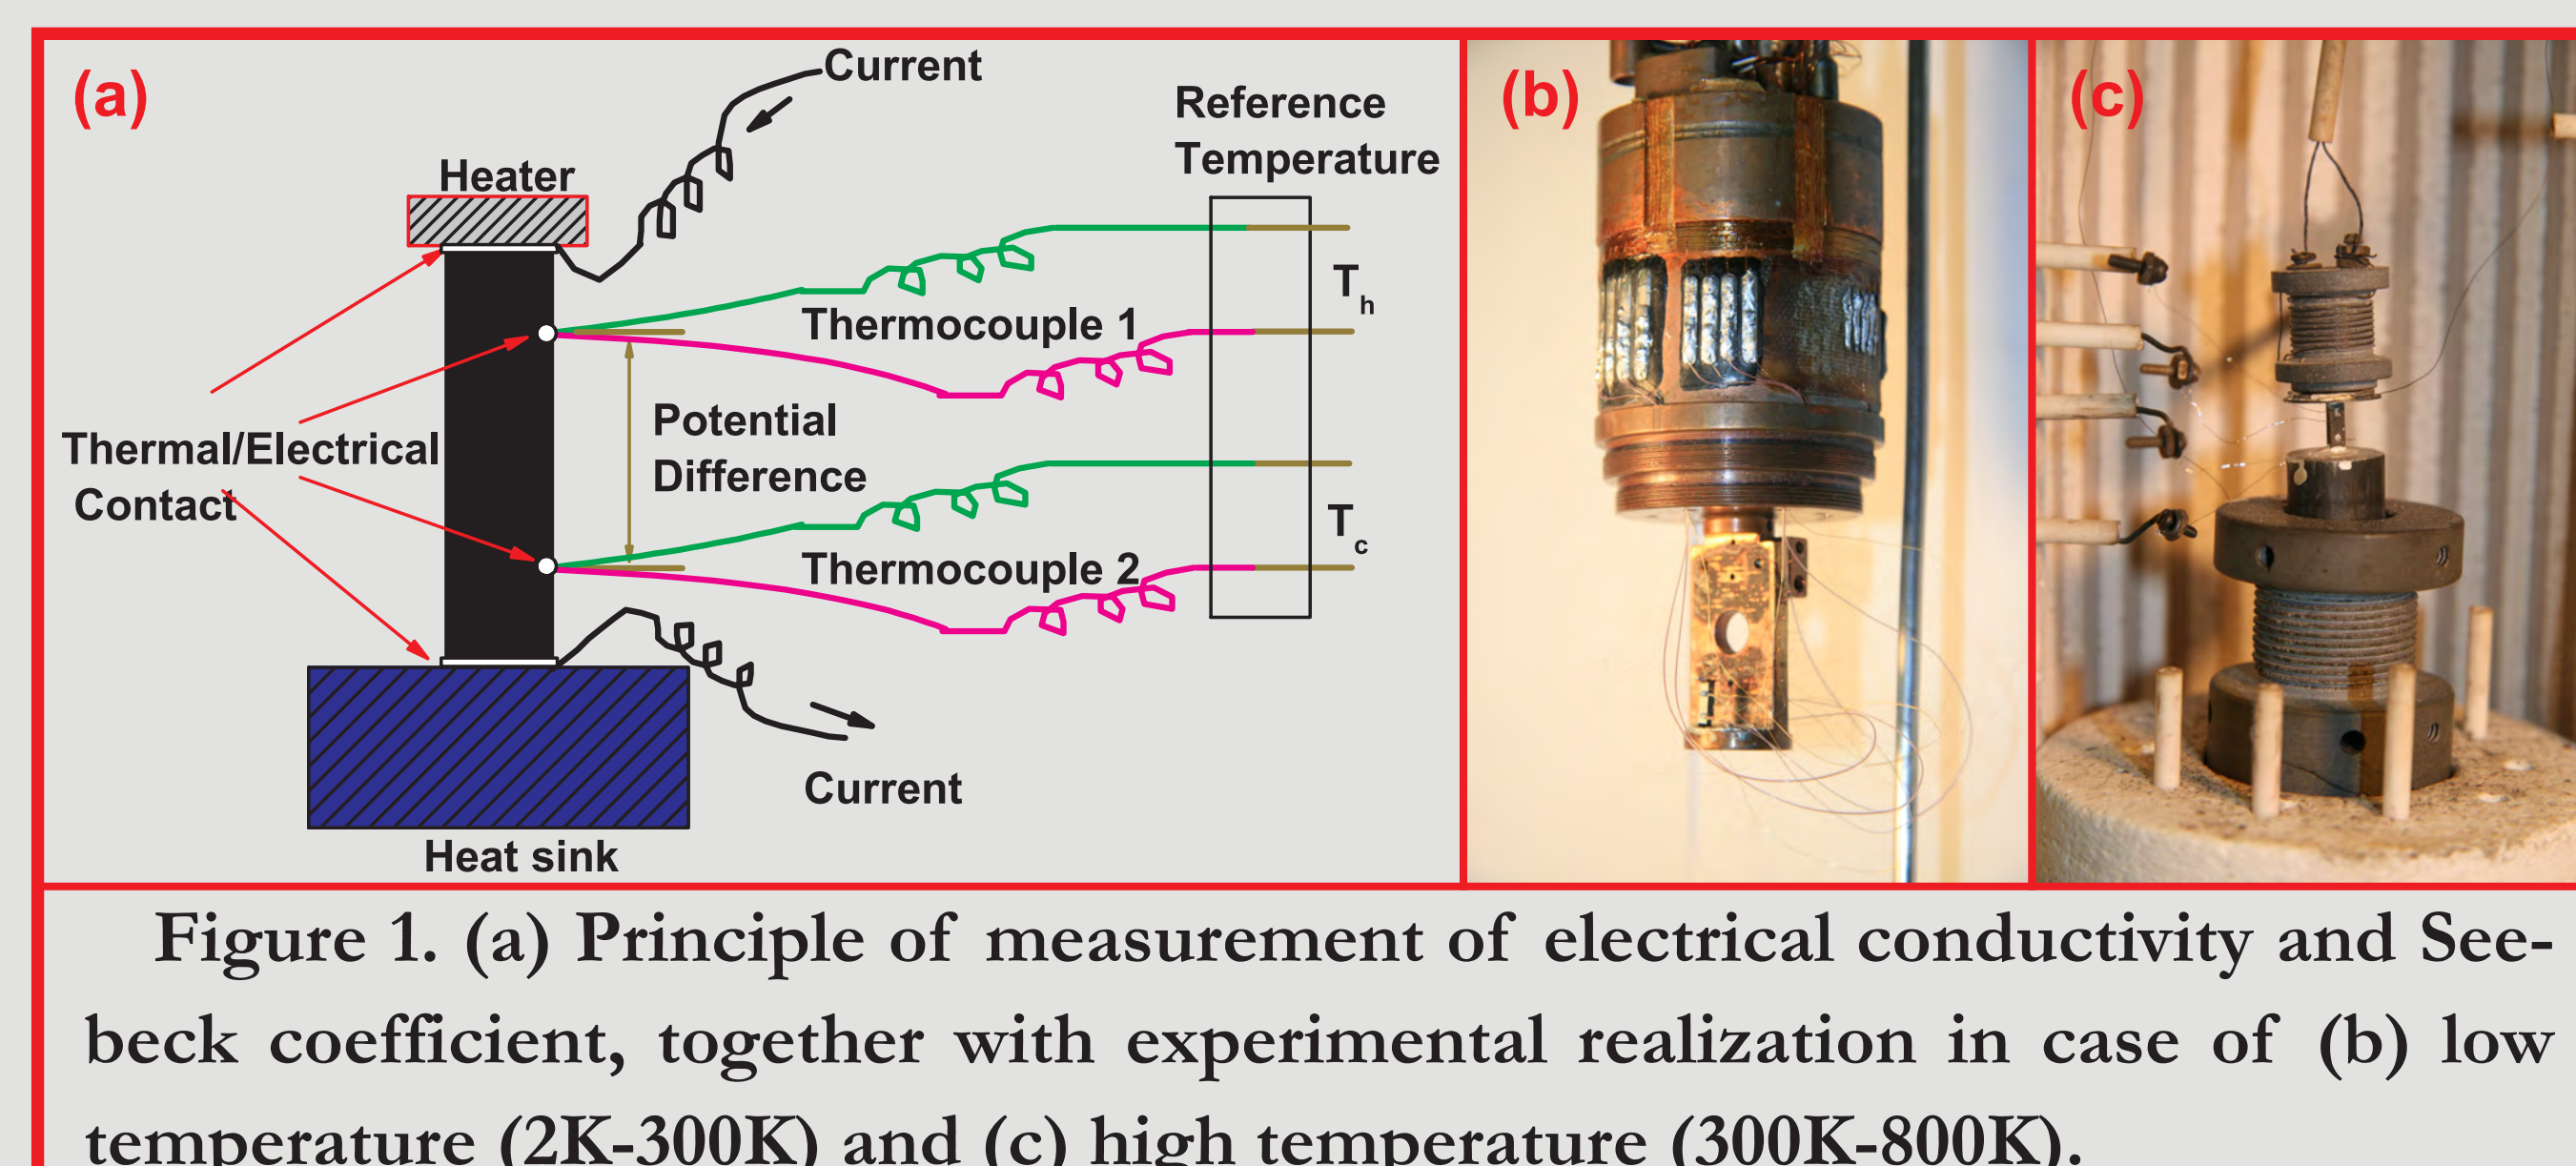 (a)
Current
Reference
Temperature
Heater
T_h
Thermocouple 1
Potential
Difference
Thermal/Electrical
Contact
T_c
Thermocouple 2
Current
Heat sink
(b)
(c)
Figure 1. (a) Principle of measurement of electrical conductivity and See-
beck coefficient, together with experimental realization in case of (b) low
temperature (2K-300K) and (c) high temperature (300K-800K).